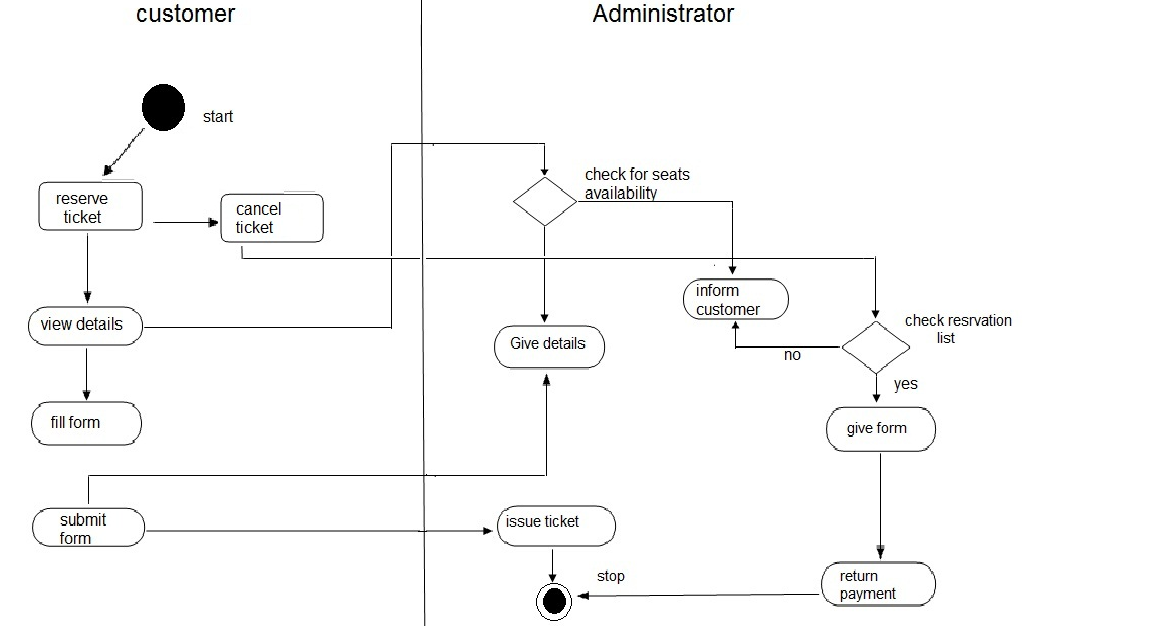 customer
Administrator
start
reserve
ticket
cancel
ticket
check for seats
availability
view details
inform
customer
check resrvation
list
Give details
no
yes
fill form
give form
submit
form
issue ticket
stop
return
payment